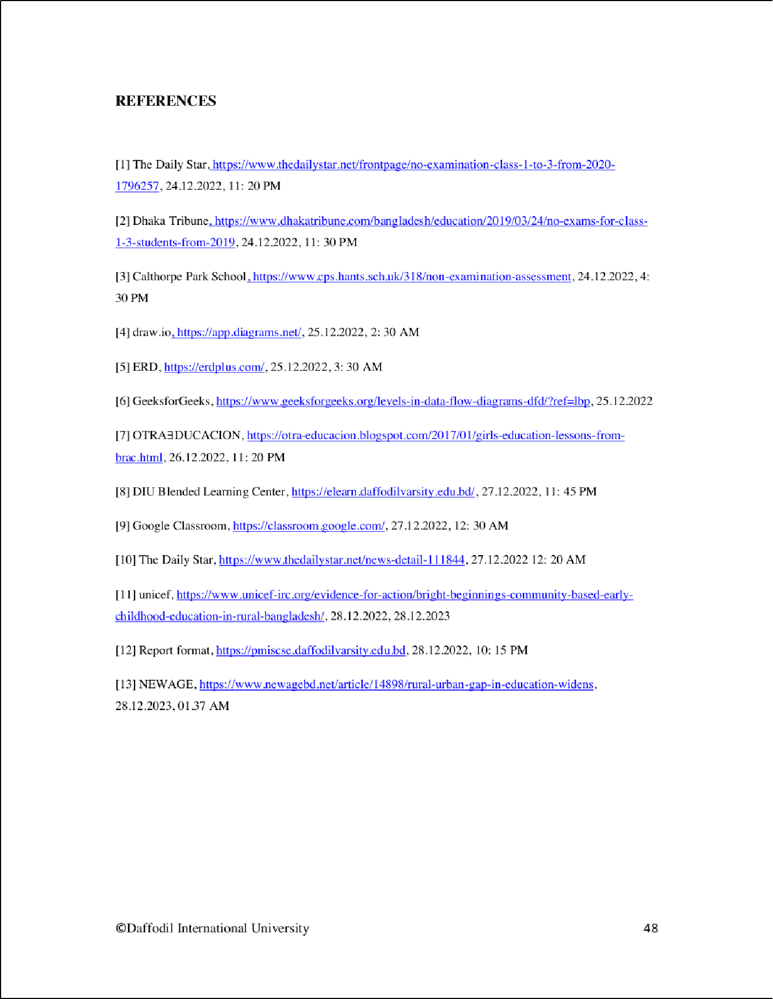 REFERENCES
[1] The Daily Star, https://www.thedailystar.net/frontpage/no-examination-class-1-to-3-from-2020-
1796257, 24.12.2022, 11: 20 PM
[2] Dhaka Tribune, https://www.dhakatribune.com/bangladesh/education/2019/03/24/no-exams-for-class-
1-3-students-from-2019, 24.12.2022, 11: 30 PM
[3] Calthorpe Park School, https://www.cps.hants.sch.uk/318/non-examination-assessment, 24.12.2022, 4:
30 PM
[4] draw.io, https://app.diagrams.net/, 25.12.2022, 2: 30 AM
[5] ERD, https://erdplus.com/, 25.12.2022, 3: 30 AM
[6] GeeksforGeeks, https://www.geeksforgeeks.org/levels-in-data-flow-diagrams-dfd/?ref=lbp, 25.12.2022
[7] OTRAƎDUCACION, https://otra-educacion.blogspot.com/2017/01/girls-education-lessons-from-
brac.html, 26.12.2022, 11: 20 PM
[8] DIU Blended Learning Center, https://elearn.daffodilvarsity.edu.bd/, 27.12.2022, 11: 45 PM
[9] Google Classroom, https://classroom.google.com/, 27.12.2022, 12: 30 AM
[10] The Daily Star, https://www.thedailystar.net/news-detail-111844, 27.12.2022 12: 20 AM
[11] unicef, https://www.unicef-irc.org/evidence-for-action/bright-beginnings-community-based-early-
childhood-education-in-rural-bangladesh/, 28.12.2022, 28.12.2023
[12] Report format, https://pmiscse.daffodilvarsity.edu.bd, 28.12.2022, 10: 15 PM
[13] NEWAGE, https://www.newagebd.net/article/14898/rural-urban-gap-in-education-widens,
28.12.2023, 01.37 AM
©Daffodil International University 48